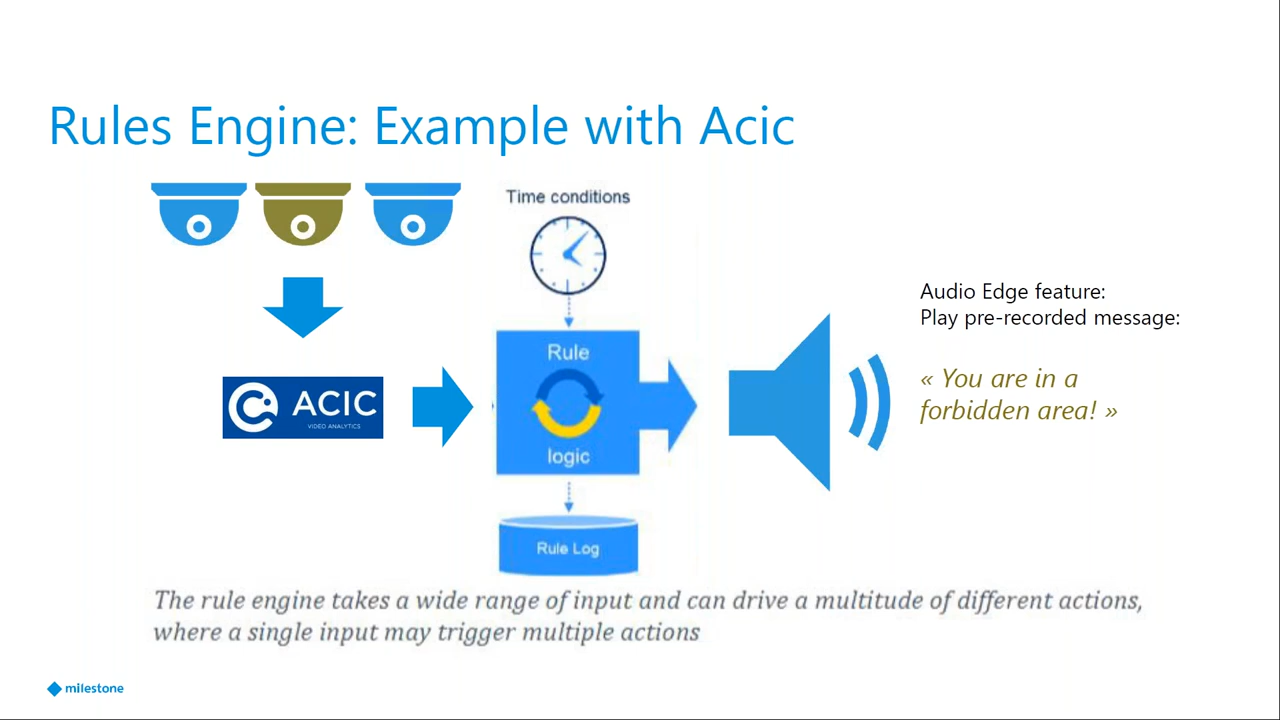 Rules Engine: Example with Acic
Time conditions
Audio Edge feature:
Play pre-recorded message:
Rule
« You are in a
forbidden area! »
ACIC
VIDEO ANALYTICS
logic
Rule Log
The rule engine takes a wide range of input and can drive a multitude of different actions,
where a single input may trigger multiple actions
milestone